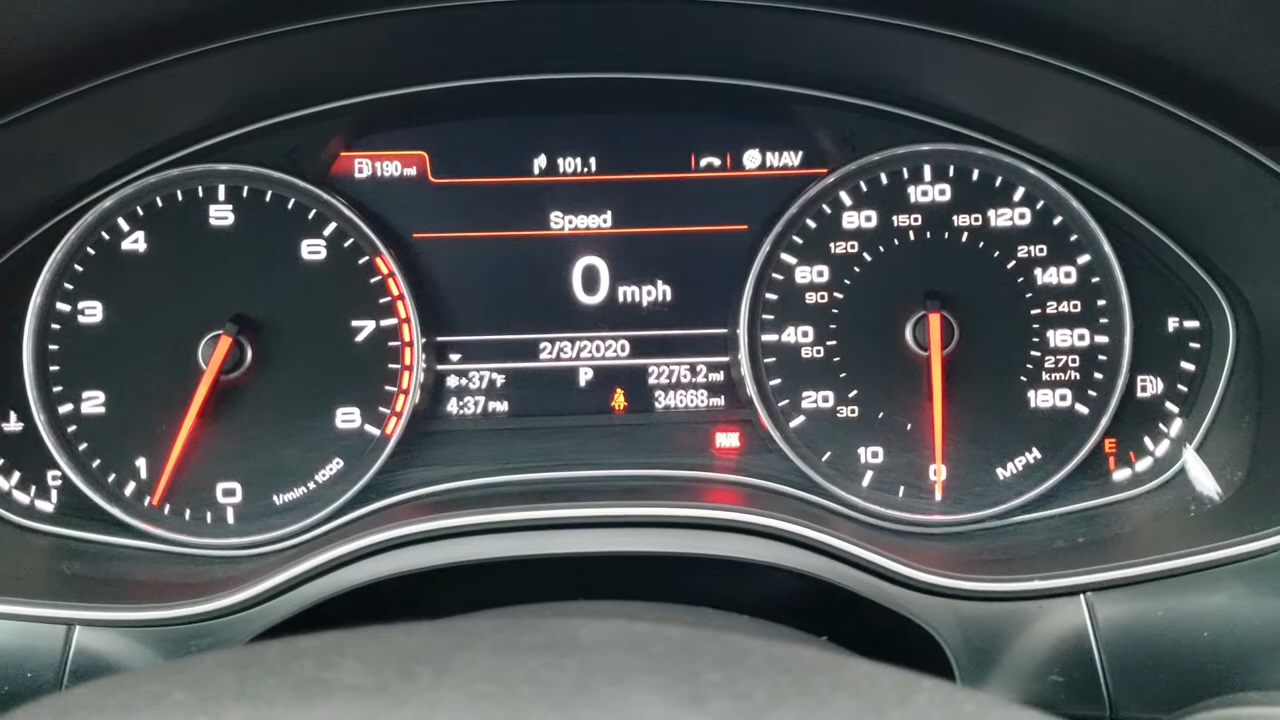 190 mi
101.1
NAV
Speed
0 mph
2/3/2020
+37°F
P
2275.2 mi
4:37 PM
34668 mi
PARK
0
1
2
3
4
5
6
7
8
1/min x 1000
C
0
10
20
40
60
80
100
120
140
160
180
MPH
30
60
90
120
150
180
210
240
270
km/h
F
E